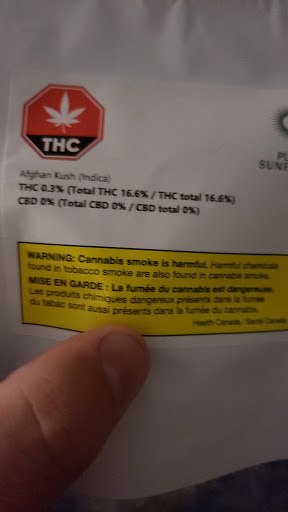 THC
Afghan Kush (Indica)
THC 0.3% (Total THC 16.6% / THC total 16.6%)
CBD 0% (Total CBD 0% / CBD total 0%)
WARNING: Cannabis smoke is harmful. Harmful chemicals
found in tobacco smoke are also found in cannabis smoke.
MISE EN GARDE : La fumée du cannabis est dangereuse.
Les produits chimiques dangereux présents dans la fumée
du tabac sont aussi présents dans la fumée du cannabis.
Health Canada / Santé Canada